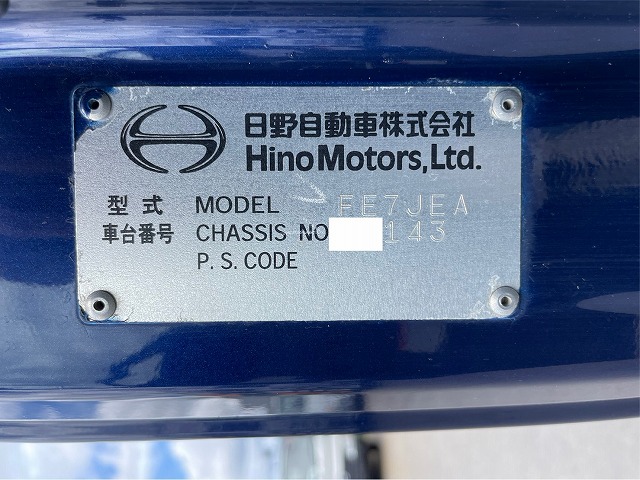 日野自動車株式会社
Hino Motors, Ltd.
型式 MODEL FE7JEA
車台番号 CHASSIS NO 143
P. S. CODE